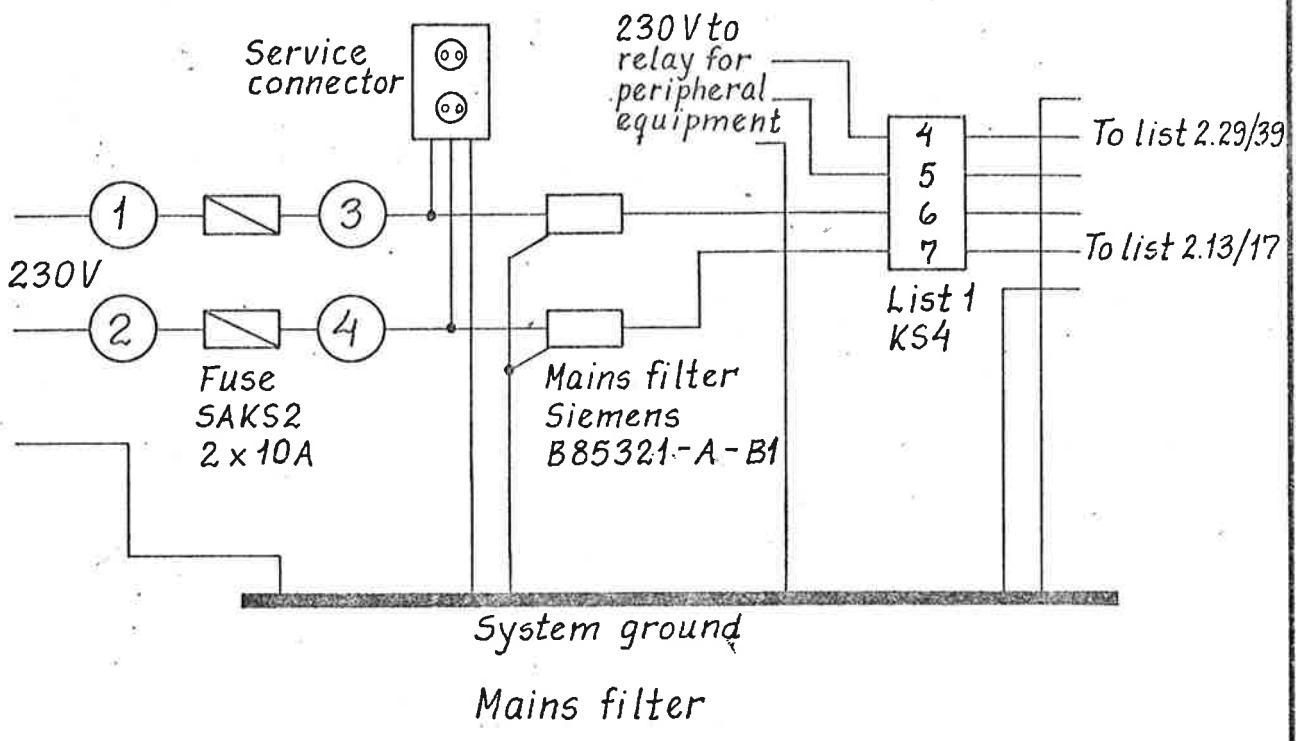 Service
connector
230V to
relay for
peripheral
equipment
4
5
6
7
To list 2.29/39
To list 2.13/17
List 1
KS4
1
3
230V
2
4
Fuse
SAKS2
2 x 10A
Mains filter
Siemens
B85321-A-B1
System ground
Mains filter